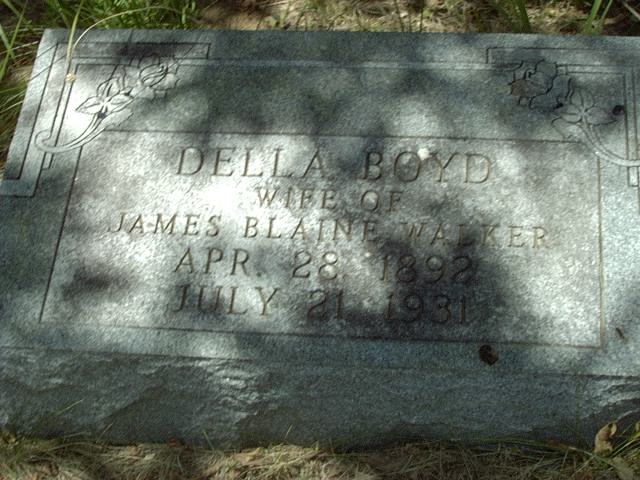 DELLA BOYD
WIFE OF
JAMES BLAINE WALKER
APR. 28, 1892
JULY 21, 1931